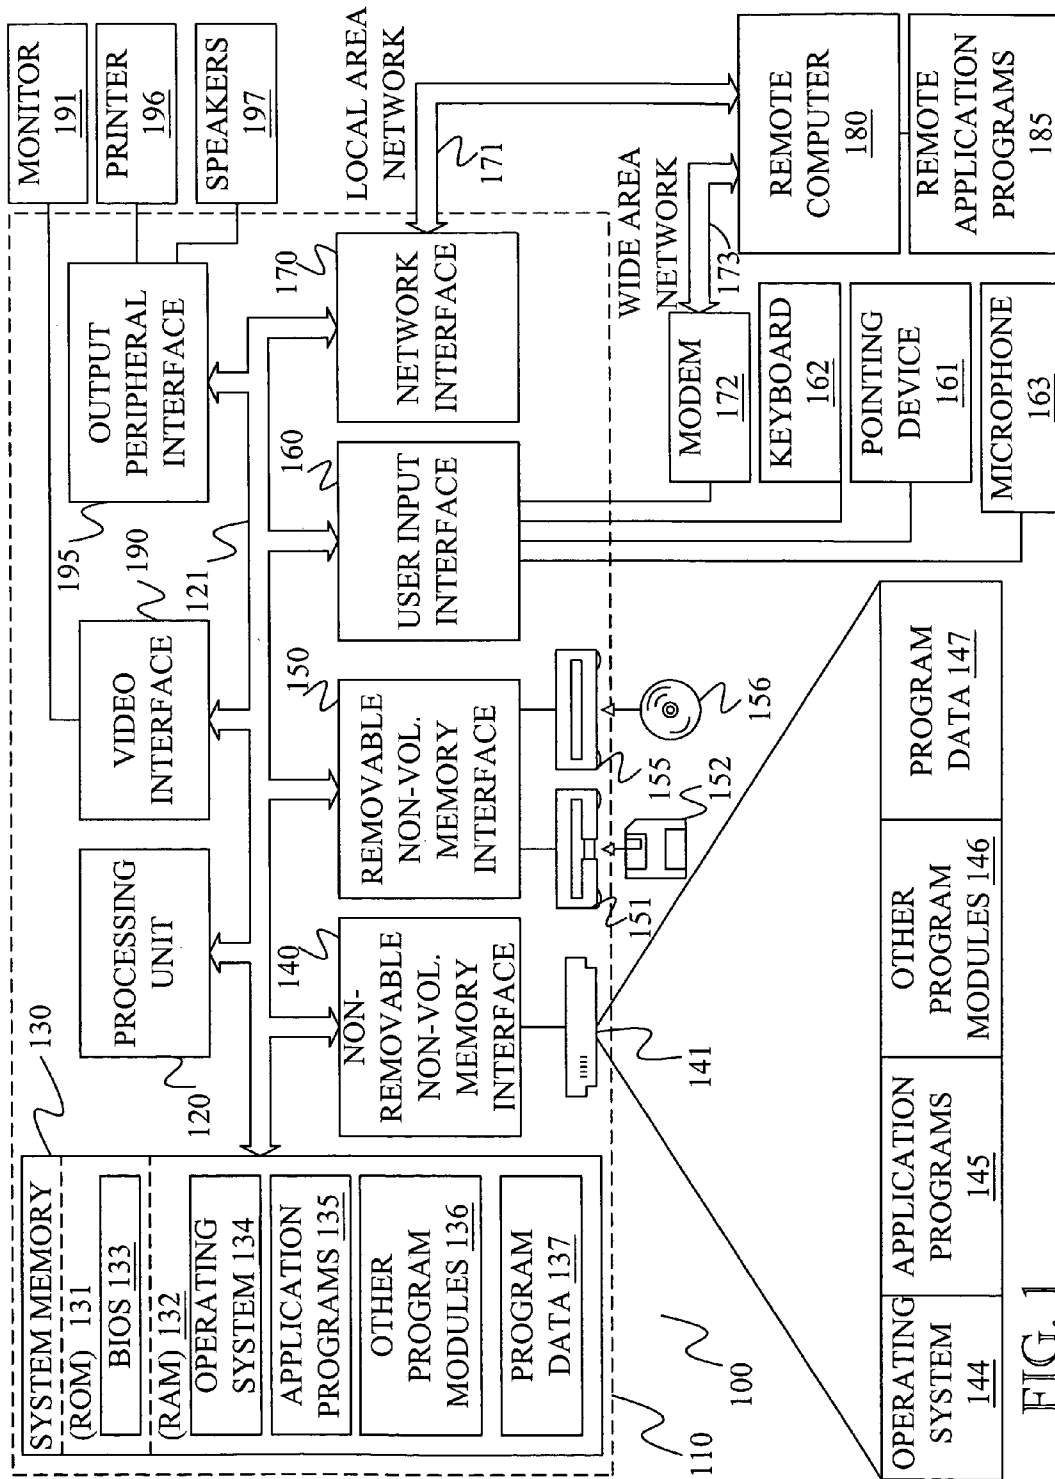 SYSTEM MEMORY
130
(ROM) 131
BIOS 133
(RAM) 132
OPERATING
SYSTEM 134
APPLICATION
PROGRAMS 135
OTHER
PROGRAM
MODULES 136
PROGRAM
DATA 137
PROCESSING
UNIT
120
VIDEO
INTERFACE
190
OUTPUT
PERIPHERAL
INTERFACE
195
121
MONITOR
191
PRINTER
196
SPEAKERS
197
NON-
REMOVABLE
NON-VOL.
MEMORY
INTERFACE
140
REMOVABLE
NON-VOL.
MEMORY
INTERFACE
150
USER INPUT
INTERFACE
160
NETWORK
INTERFACE
170
LOCAL AREA
NETWORK
171
141
151
152
155
156
WIDE AREA
NETWORK
173
MODEM
172
KEYBOARD
162
POINTING
DEVICE
161
MICROPHONE
163
REMOTE
COMPUTER
180
REMOTE
APPLICATION
PROGRAMS
185
110
100
OPERATING
SYSTEM
144
APPLICATION
PROGRAMS
145
OTHER
PROGRAM
MODULES 146
PROGRAM
DATA 147
FIG. 1